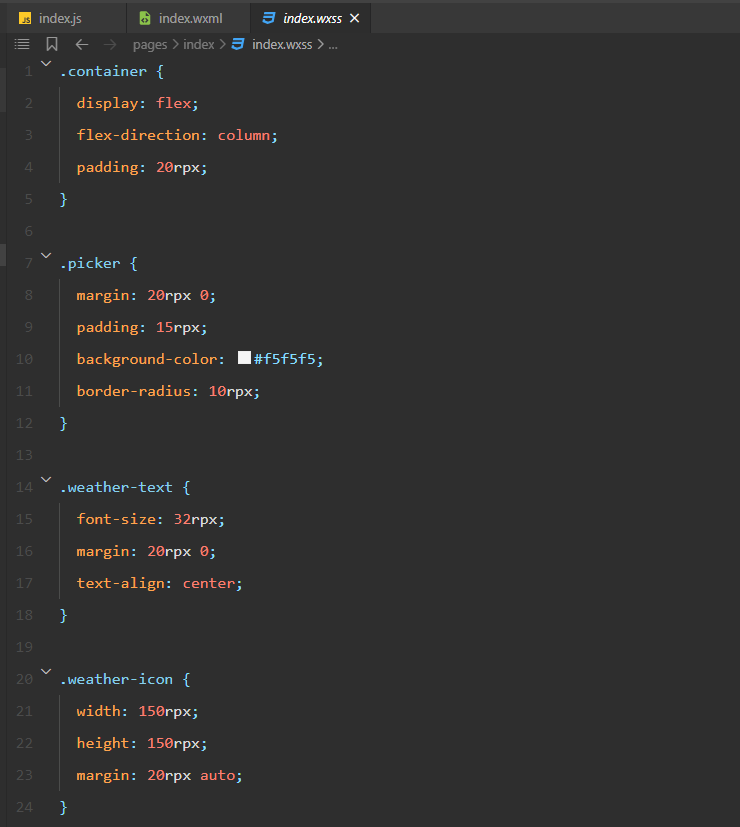 JS index.js index.wxml index.wxss
pages > index > index.wxss > ...
1 .container {
2 display: flex;
3 flex-direction: column;
4 padding: 20rpx;
5 }
6
7 .picker {
8 margin: 20rpx 0;
9 padding: 15rpx;
10 background-color: #f5f5f5;
11 border-radius: 10rpx;
12 }
13
14 .weather-text {
15 font-size: 32rpx;
16 margin: 20rpx 0;
17 text-align: center;
18 }
19
20 .weather-icon {
21 width: 150rpx;
22 height: 150rpx;
23 margin: 20rpx auto;
24 }